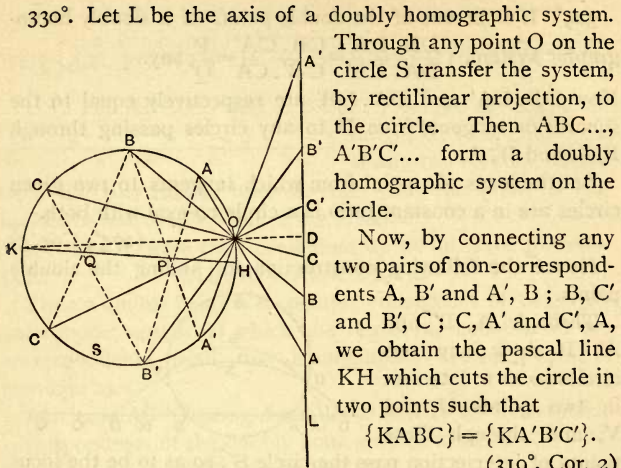 330°. Let L be the axis of a doubly homographic system.
Through any point O on the
circle S transfer the system,
by rectilinear projection, to
the circle. Then ABC...,
A'B'C'... form a doubly
homographic system on the
circle.
Now, by connecting any
two pairs of non-correspond-
ents A, B' and A', B; B, C'
and B', C; C, A' and C', A,
we obtain the pascal line
KH which cuts the circle in
two points such that
{KABC}={KA'B'C'}.
(310°. Cor. 2)
A'
B
A
B'
C
C'
O
K
D
Q
P
H
C
B
C'
S
A'
B'
A
L